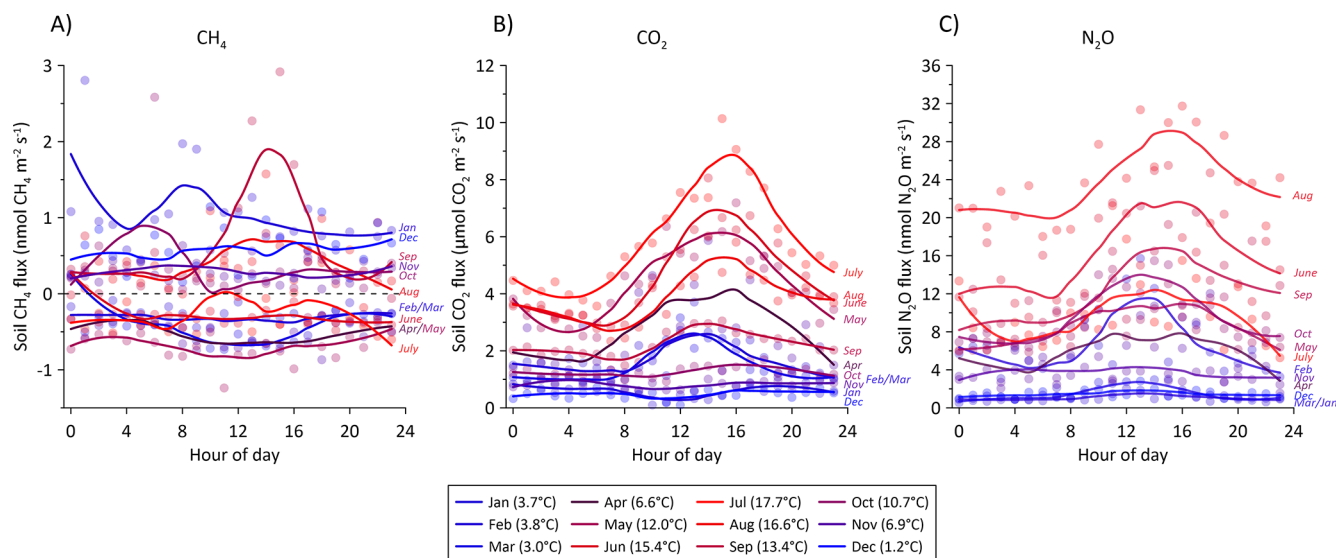 A)
CH₄
Soil CH₄ flux (nmol CH₄ m⁻² s⁻¹)
3
2
1
0
-1
0
4
8
12
16
20
24
Hour of day
Jan
Dec
Sep
Nov
Oct
Aug
Feb/Mar
June
Apr/May
July
B)
CO₂
Soil CO₂ flux (µmol CO₂ m⁻² s⁻¹)
12
10
8
6
4
2
0
0
4
8
12
16
20
24
Hour of day
July
Aug
June
May
Sep
Apr
Oct
Feb/Mar
Nov
Jan
Dec
C)
N₂O
Soil N₂O flux (nmol N₂O m⁻² s⁻¹)
36
32
28
24
20
16
12
8
4
0
0
4
8
12
16
20
24
Hour of day
Aug
June
Sep
Oct
May
July
Feb
Nov
Apr
Dec
Mar/Jan
Jan (3.7°C) Apr (6.6°C) Jul (17.7°C) Oct (10.7°C)
Feb (3.8°C) May (12.0°C) Aug (16.6°C) Nov (6.9°C)
Mar (3.0°C) Jun (15.4°C) Sep (13.4°C) Dec (1.2°C)